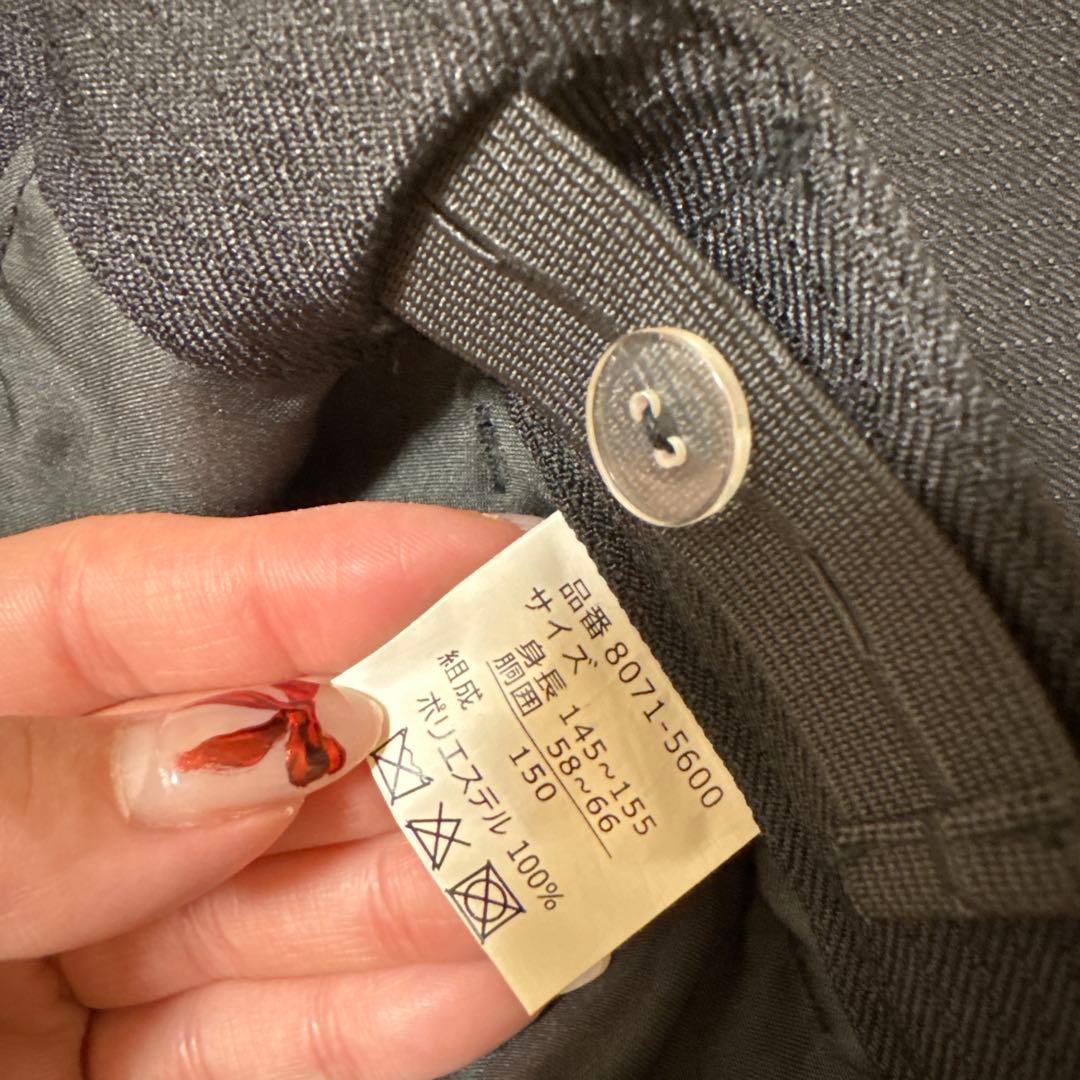 品番 8071-5600
サイズ
身長 145~155
胴囲 58~66
150
組成
ポリエステル 100%